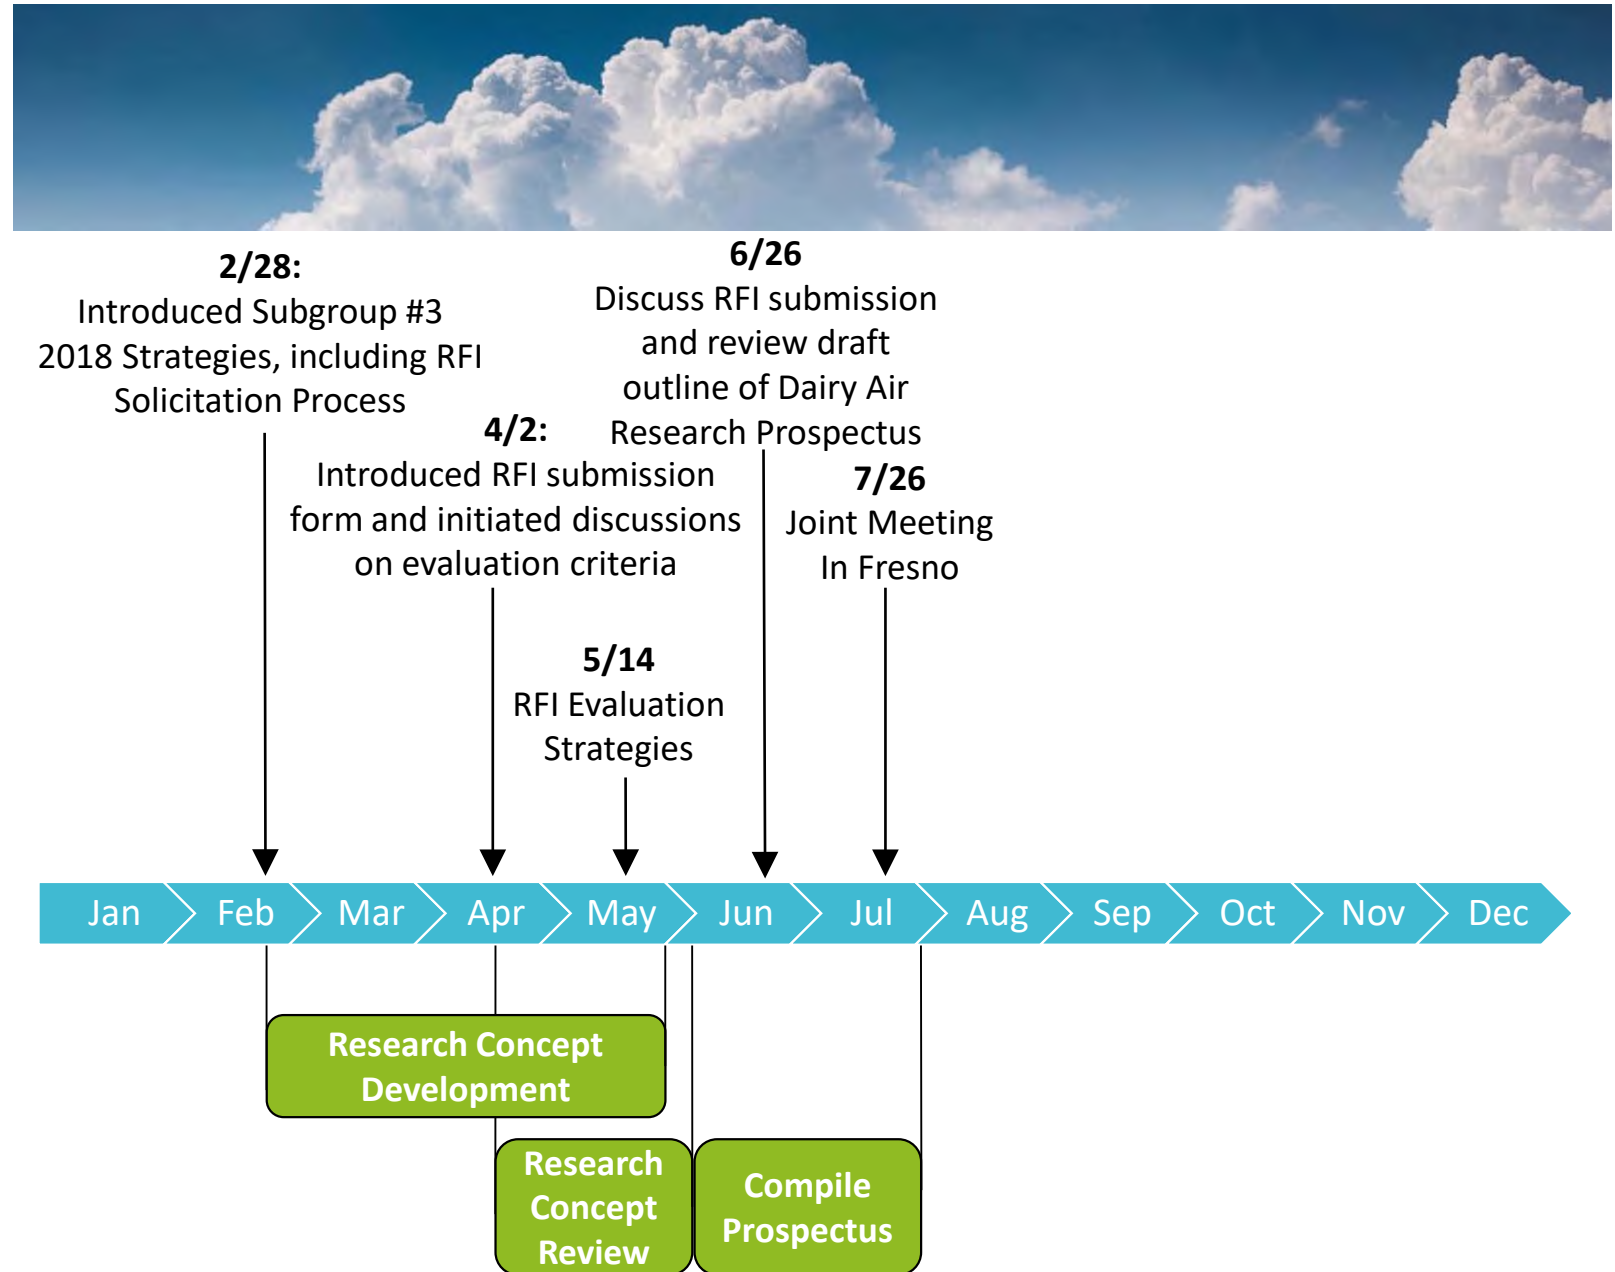 2/28:
Introduced Subgroup #3
2018 Strategies, including RFI
Solicitation Process
4/2:
Introduced RFI submission
form and initiated discussions
on evaluation criteria
5/14
RFI Evaluation
Strategies
6/26
Discuss RFI submission
and review draft
outline of Dairy Air
Research Prospectus
7/26
Joint Meeting
In Fresno
Jan
Feb
Mar
Apr
May
Jun
Jul
Aug
Sep
Oct
Nov
Dec
Research Concept
Development
Research
Concept
Review
Compile
Prospectus